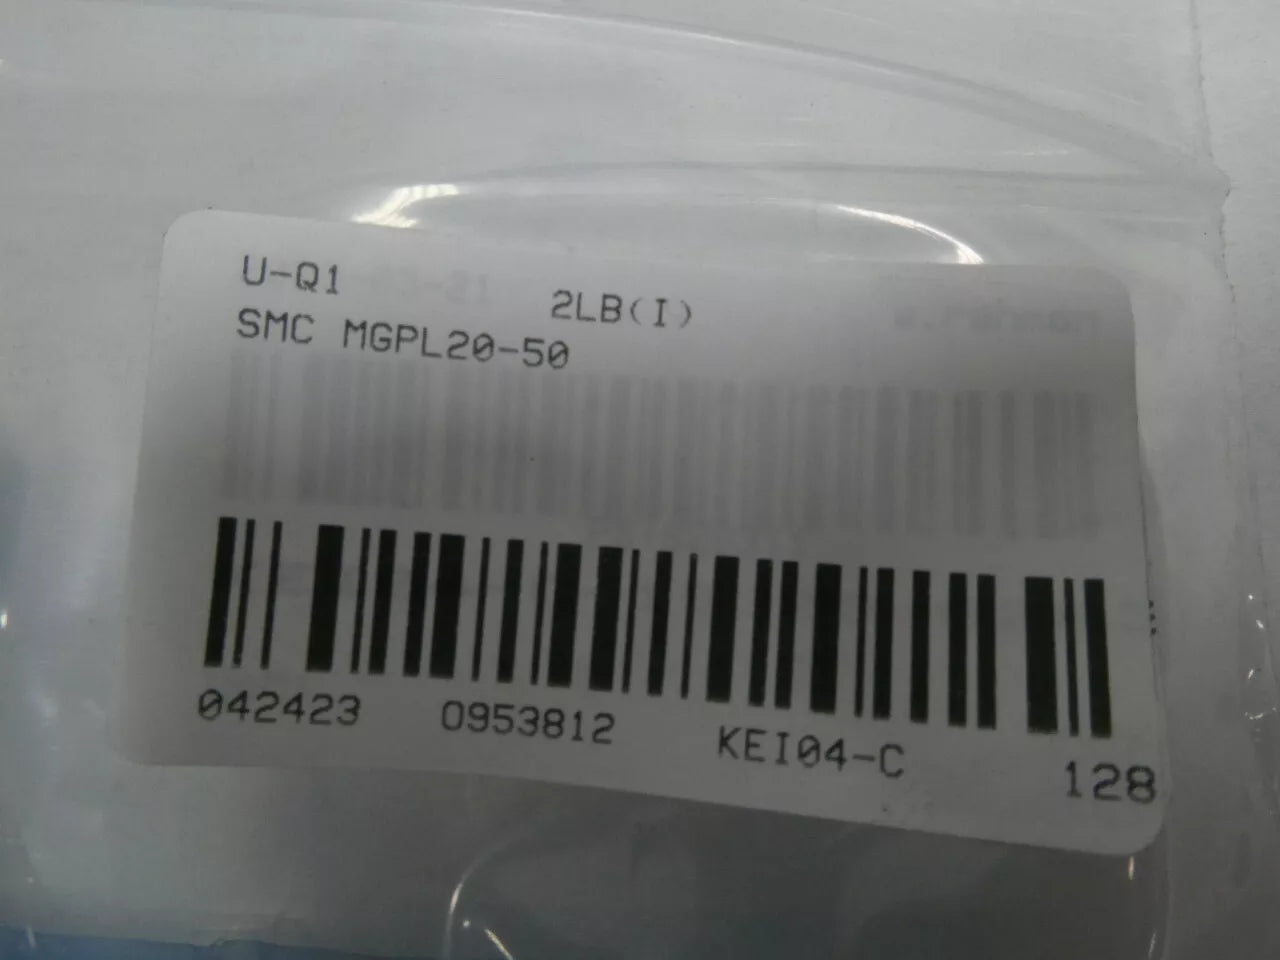 U-Q1 2LB(I)
SMC MGPL20-50
042423 0953812 KEI04-C 128